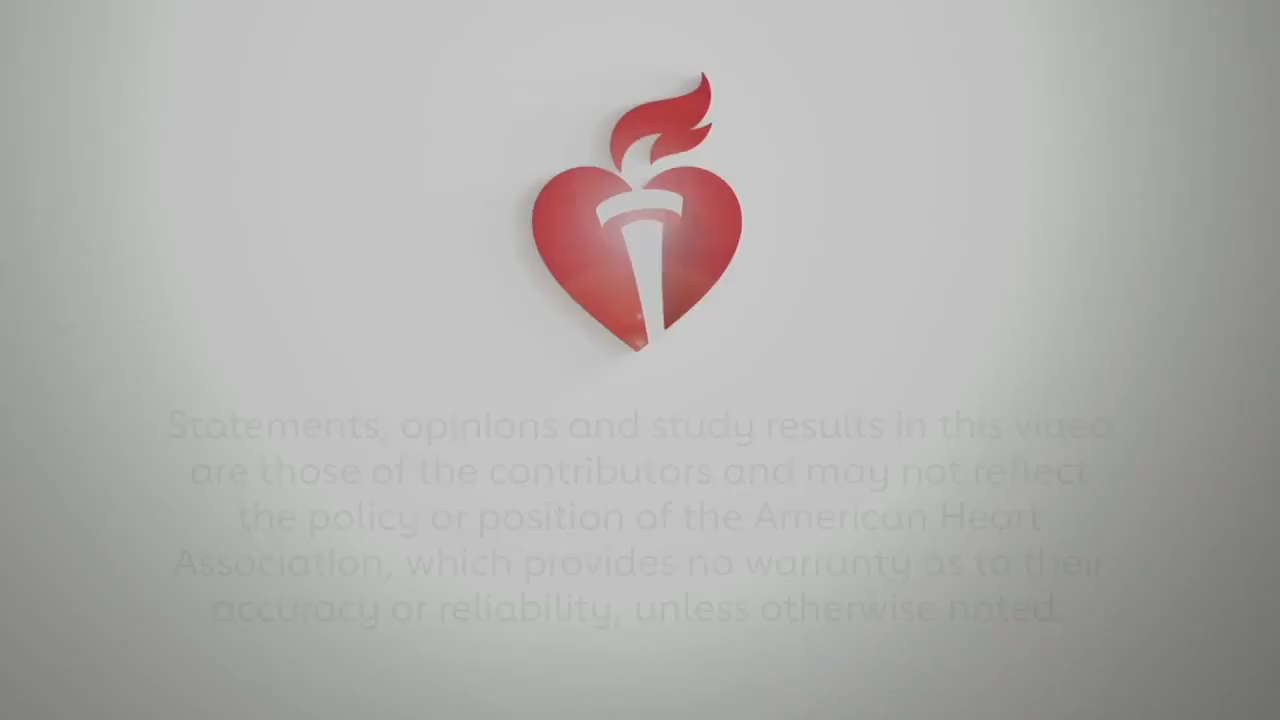 Statements, opinions and study results in this video
are those of the contributors and may not reflect
the policy or position of the American Heart
Association, which provides no warranty as to their
accuracy or reliability, unless otherwise noted.